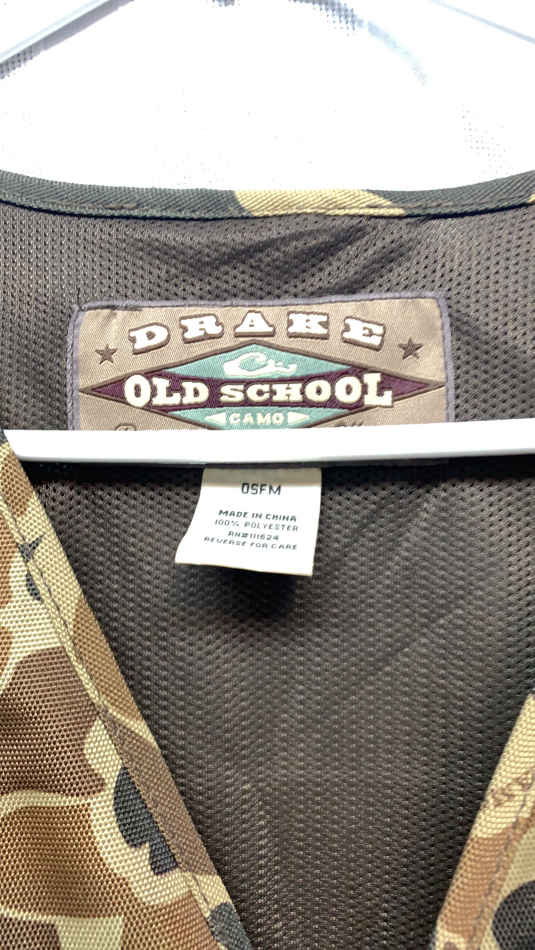 DRAKE
OLD SCHOOL
CAMO
OSFM
MADE IN CHINA
100% POLYESTER
RN#111624
REVERSE FOR CARE